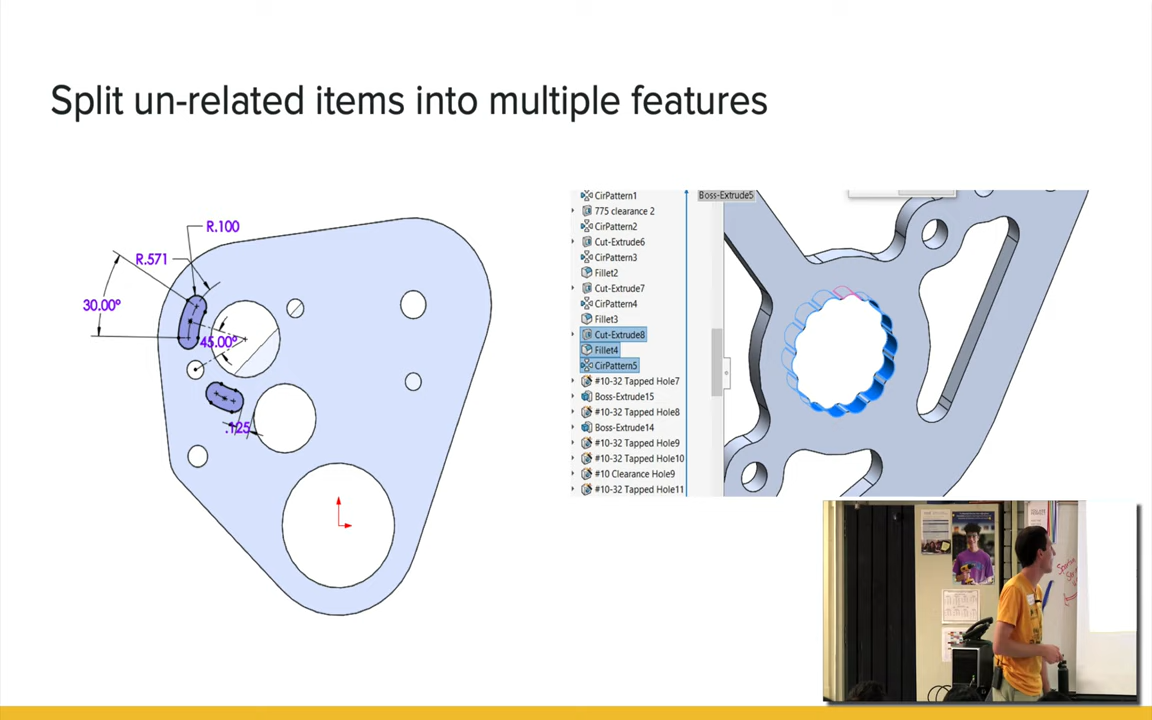 Split un-related items into multiple features
R.100
R.571
30.00°
45.00°
.125
CirPattern1
775 clearance 2
CirPattern2
Cut-Extrude6
CirPattern3
Fillet2
Cut-Extrude7
CirPattern4
Fillet3
Cut-Extrude8
Fillet4
CirPattern5
#10-32 Tapped Hole7
Boss-Extrude15
#10-32 Tapped Hole8
Boss-Extrude14
#10-32 Tapped Hole9
#10-32 Tapped Hole10
#10 Clearance Hole9
#10-32 Tapped Hole11
Boss-Extrude5